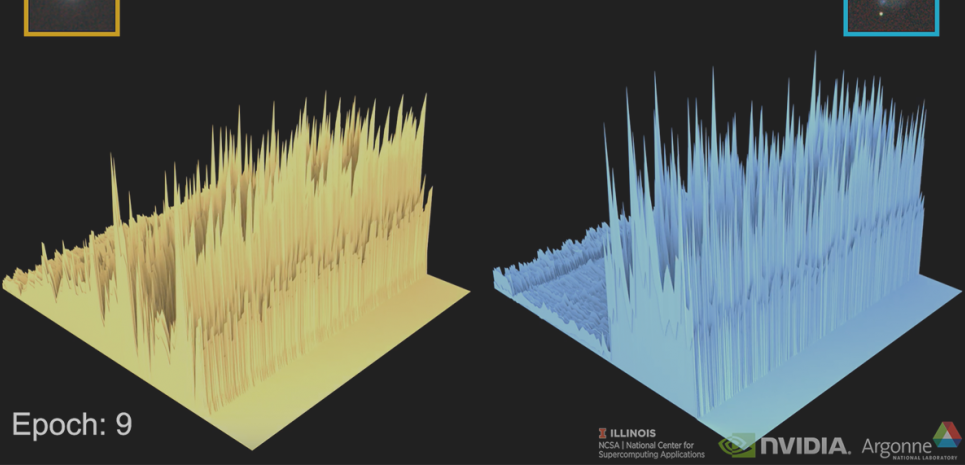 Epoch: 9
I ILLINOIS
NCSA | National Center for
Supercomputing Applications
NVIDIA.
Argonne
NATIONAL LABORATORY